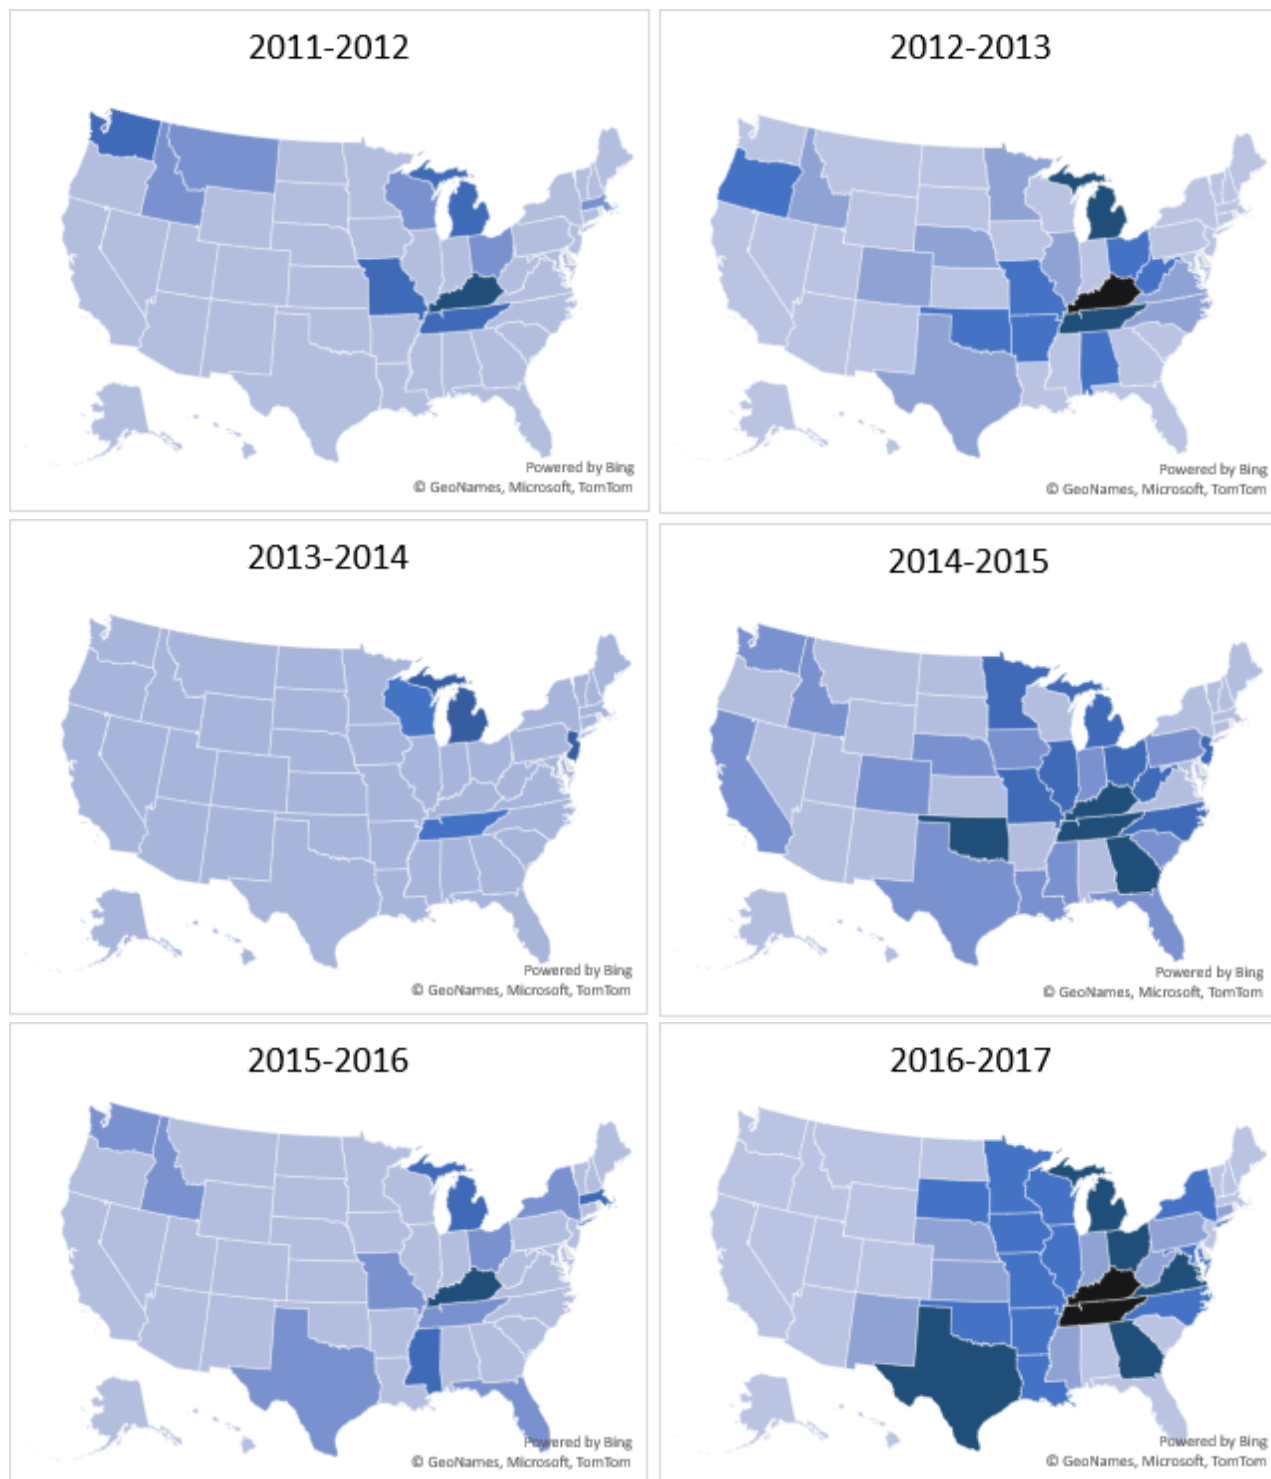 2011-2012
Powered by Bing
© GeoNames, Microsoft, TomTom
2012-2013
Powered by Bing
© GeoNames, Microsoft, TomTom
2013-2014
Powered by Bing
© GeoNames, Microsoft, TomTom
2014-2015
Powered by Bing
© GeoNames, Microsoft, TomTom
2015-2016
Powered by Bing
© GeoNames, Microsoft, TomTom
2016-2017
Powered by Bing
© GeoNames, Microsoft, TomTom